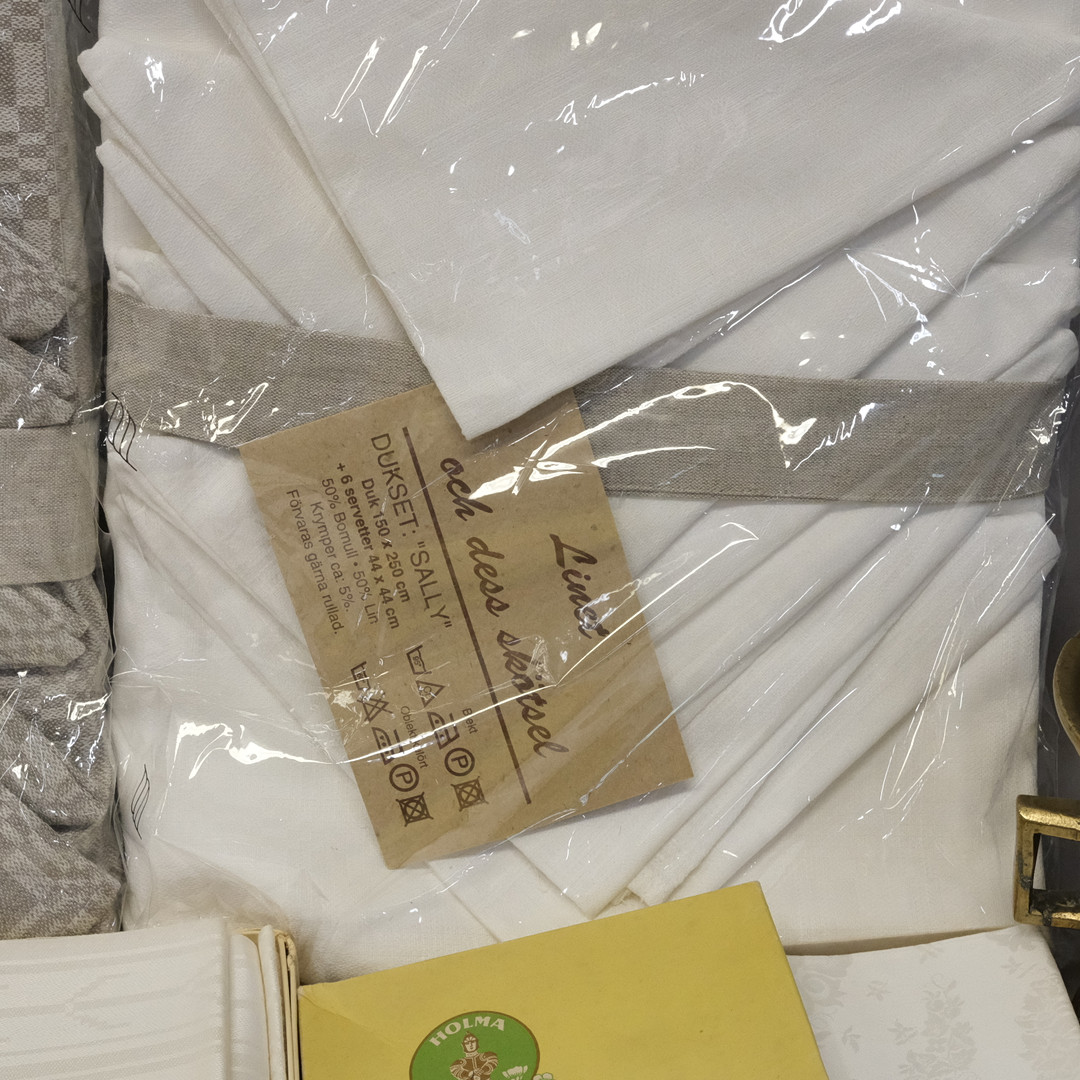 Linet
och dess skötsel
DUKSET: "SALLY"
Duk 150 x 250 cm
+ 6 servetter 44 x 44 cm
50% Bomull • 50% Lin
Krymper ca: 5%.
Förvaras gärna rullad.
Blekt
P
P
HOLMA